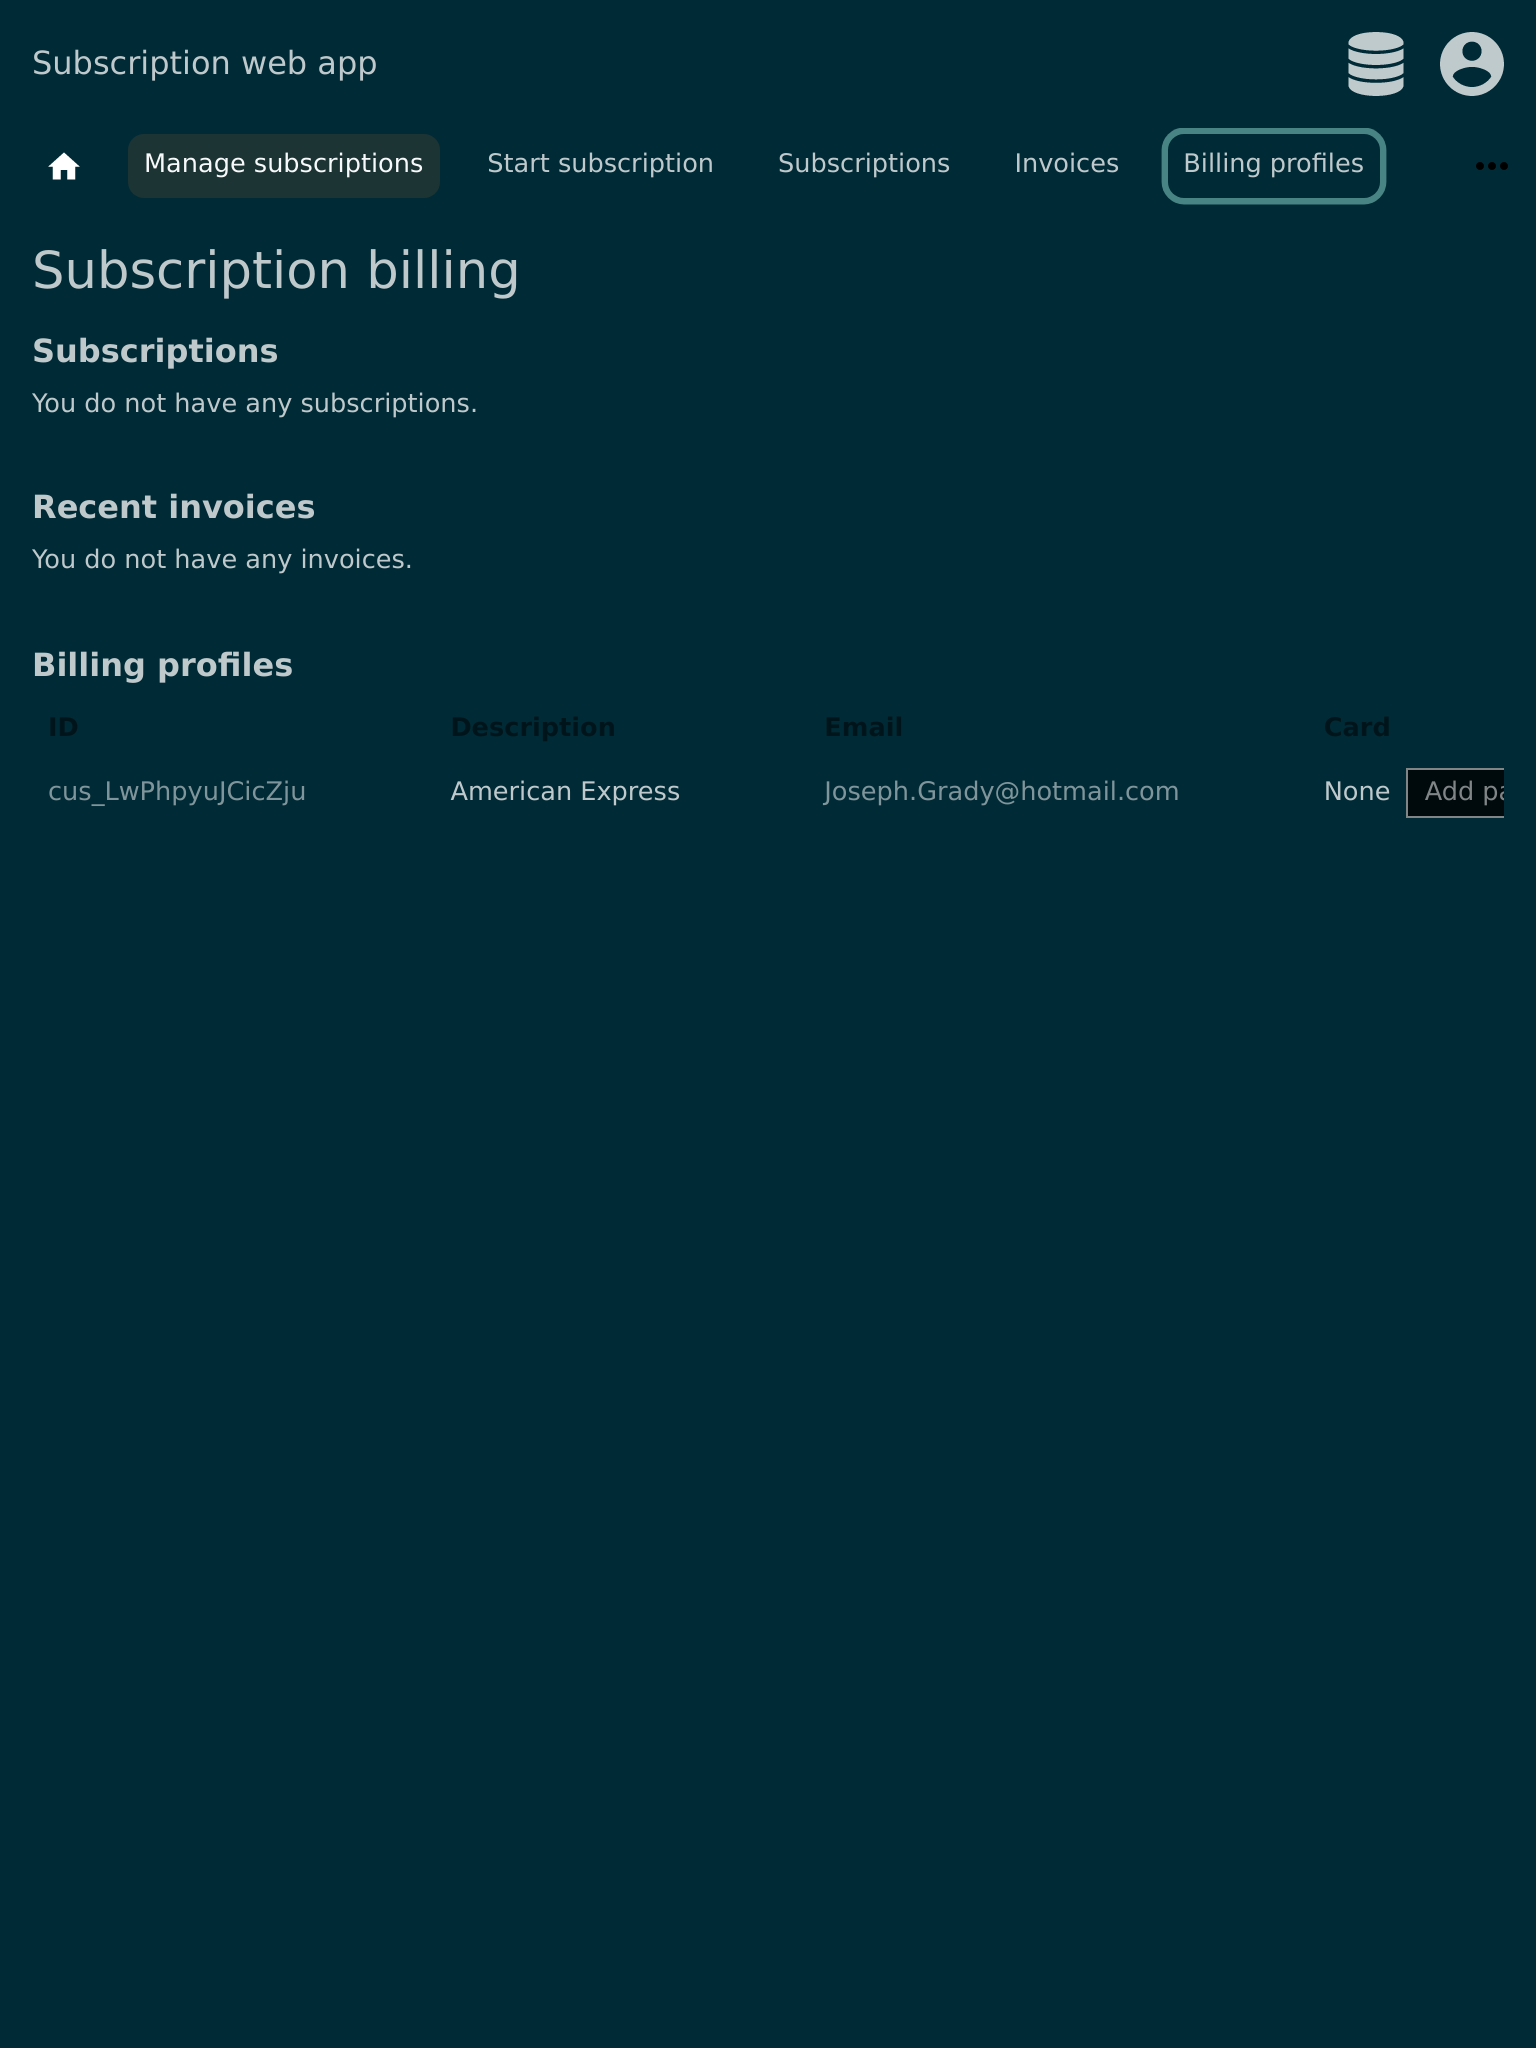 Subscription web app
Manage subscriptions Start subscription Subscriptions Invoices Billing profiles
Subscription billing
Subscriptions
You do not have any subscriptions.
Recent invoices
You do not have any invoices.
Billing profiles
ID Description Email Card
cus_LwPhpyuJCicZju American Express Joseph.Grady@hotmail.com None Add